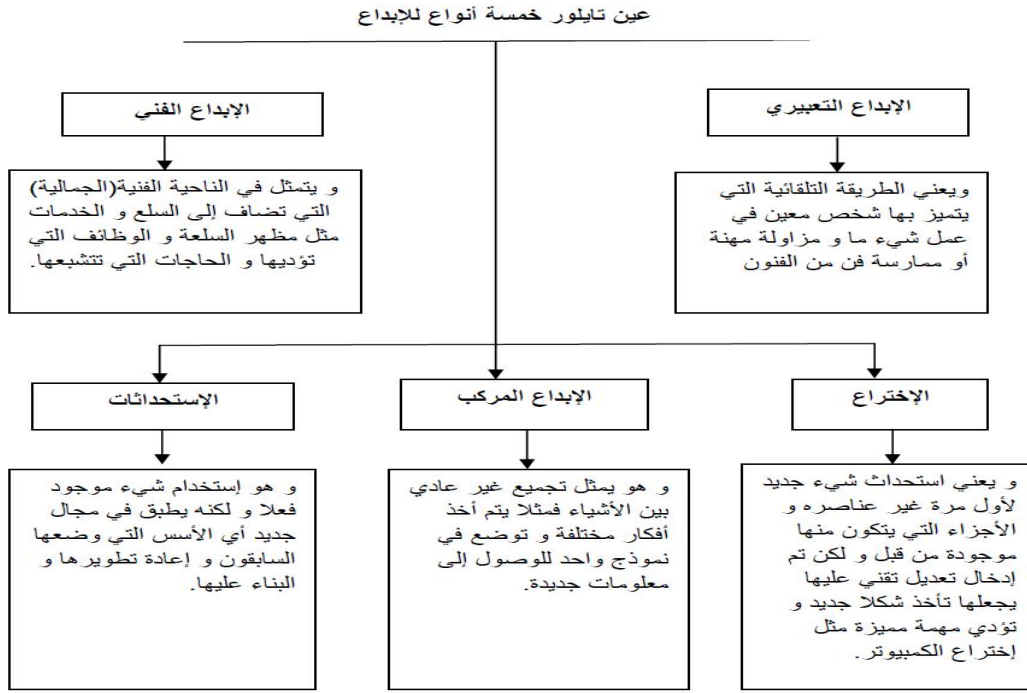 عين تايلور خمسة أنواع للإبداع
الإبداع التعبيري
ويعني الطريقة التلقائية التي
يتميز بها شخص معين في
عمل شيء ما و مزاولة مهنة
أو ممارسة فن من الفنون
الإبداع الفني
و يتمثل في الناحية الفنية(الجمالية)
التي تضاف إلى السلع و الخدمات
مثل مظهر السلعة و الوظائف التي
تؤديها و الحاجات التي تتشبعها.
الإختراع
و يعني استحداث شيء جديد
لأول مرة غير عناصره و
الأجزاء التي يتكون منها
موجودة من قبل و لكن تم
إدخال تعديل تقني عليها
يجعلها تأخذ شكلا جديد و
تؤدي مهمة مميزة مثل
إختراع الكمبيوتر.
الإبداع المركب
و هو يمثل تجميع غير عادي
بين الأشياء فمثلا يتم أخذ
أفكار مختلفة و توضع في
نموذج واحد للوصول إلى
معلومات جديدة.
الإستحداثات
و هو إستخدام شيء موجود
فعلا و لكنه يطبق في مجال
جديد أي الأسس التي وضعها
السابقون و إعادة تطويرها و
البناء عليها.